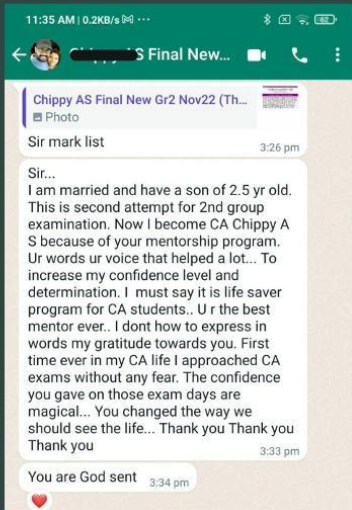 11:35 AM | 0.2KB/s ...
62
S Final New...
Chippy AS Final New Gr2 Nov22 (Th...
Photo
Sir mark list
3:26 pm
Sir...
I am married and have a son of 2.5 yr old.
This is second attempt for 2nd group
examination. Now I become CA Chippy A
S because of your mentorship program.
Ur words ur voice that helped a lot... To
increase my confidence level and
determination. I must say it is life saver
program for CA students.. U r the best
mentor ever.. I dont how to express in
words my gratitude towards you. First
time ever in my CA life I approached CA
exams without any fear. The confidence
you gave on those exam days are
magical... You changed the way we
should see the life... Thank you Thank you
Thank you
3:33 pm
You are God sent
3:34 pm